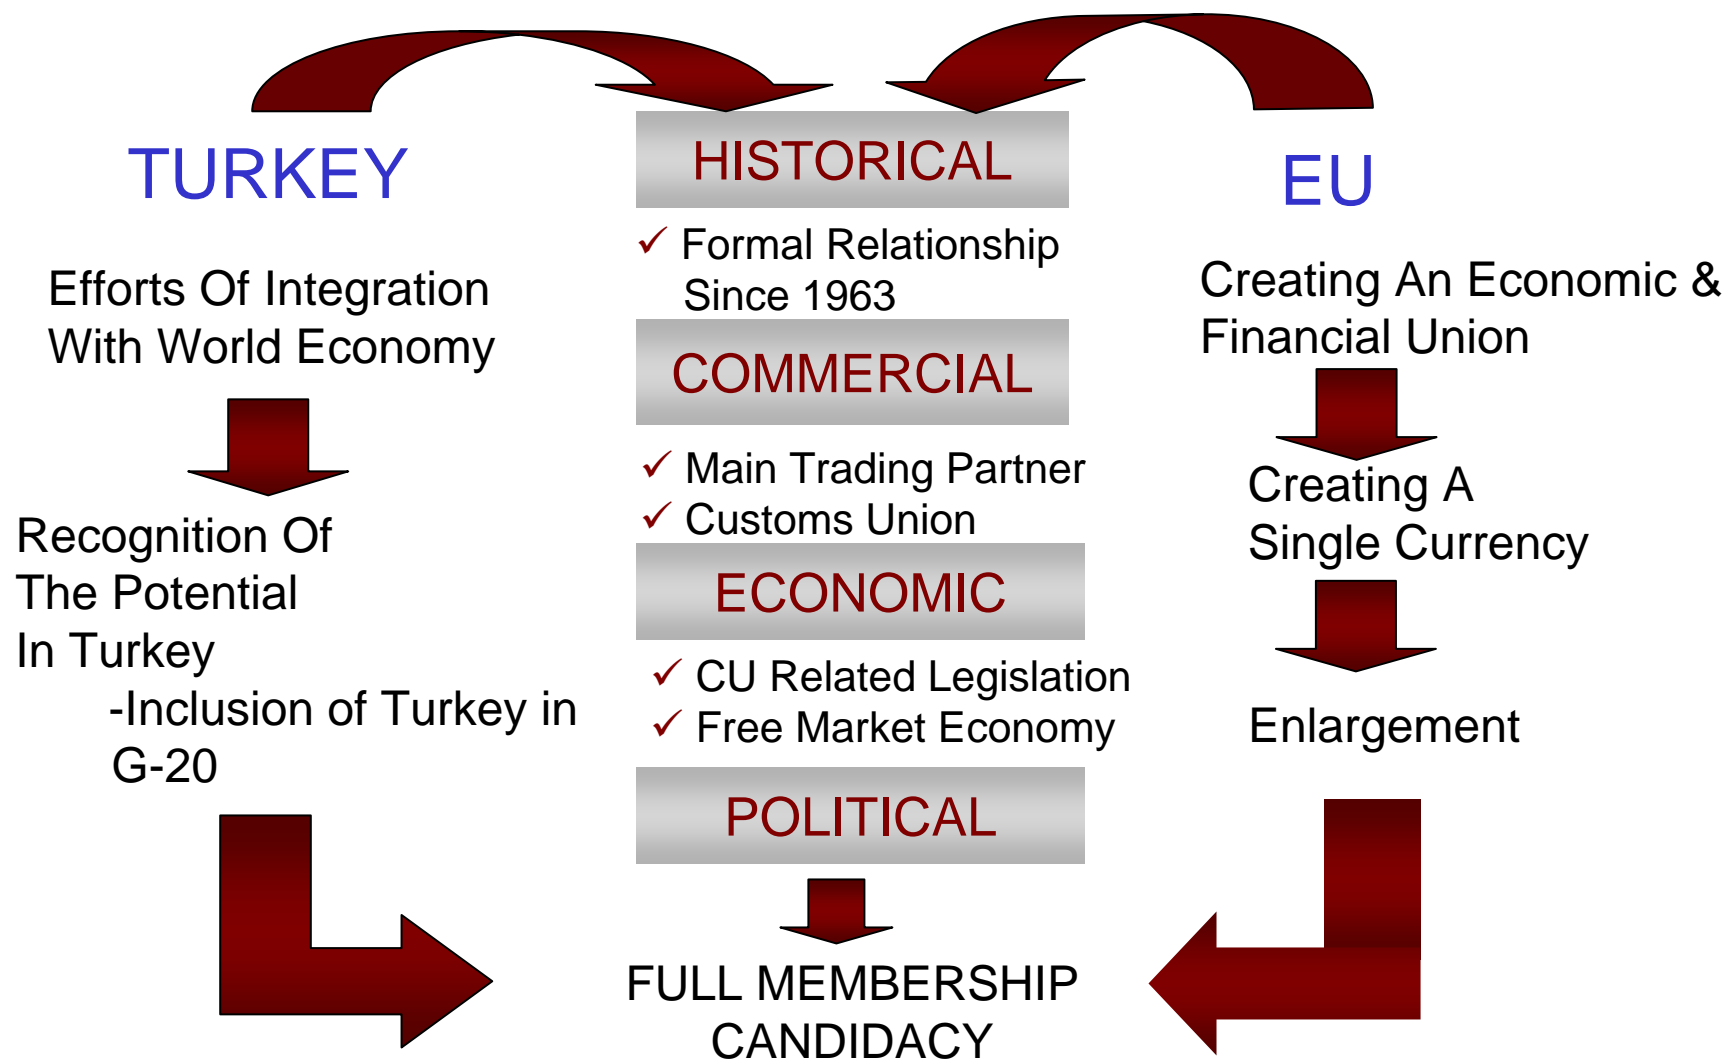 TURKEY
Efforts Of Integration
With World Economy
Recognition Of
The Potential
In Turkey
-Inclusion of Turkey in
G-20
HISTORICAL
✓ Formal Relationship
Since 1963
COMMERCIAL
✓ Main Trading Partner
✓ Customs Union
ECONOMIC
✓ CU Related Legislation
✓ Free Market Economy
POLITICAL
FULL MEMBERSHIP
CANDIDACY
EU
Creating An Economic &
Financial Union
Creating A
Single Currency
Enlargement